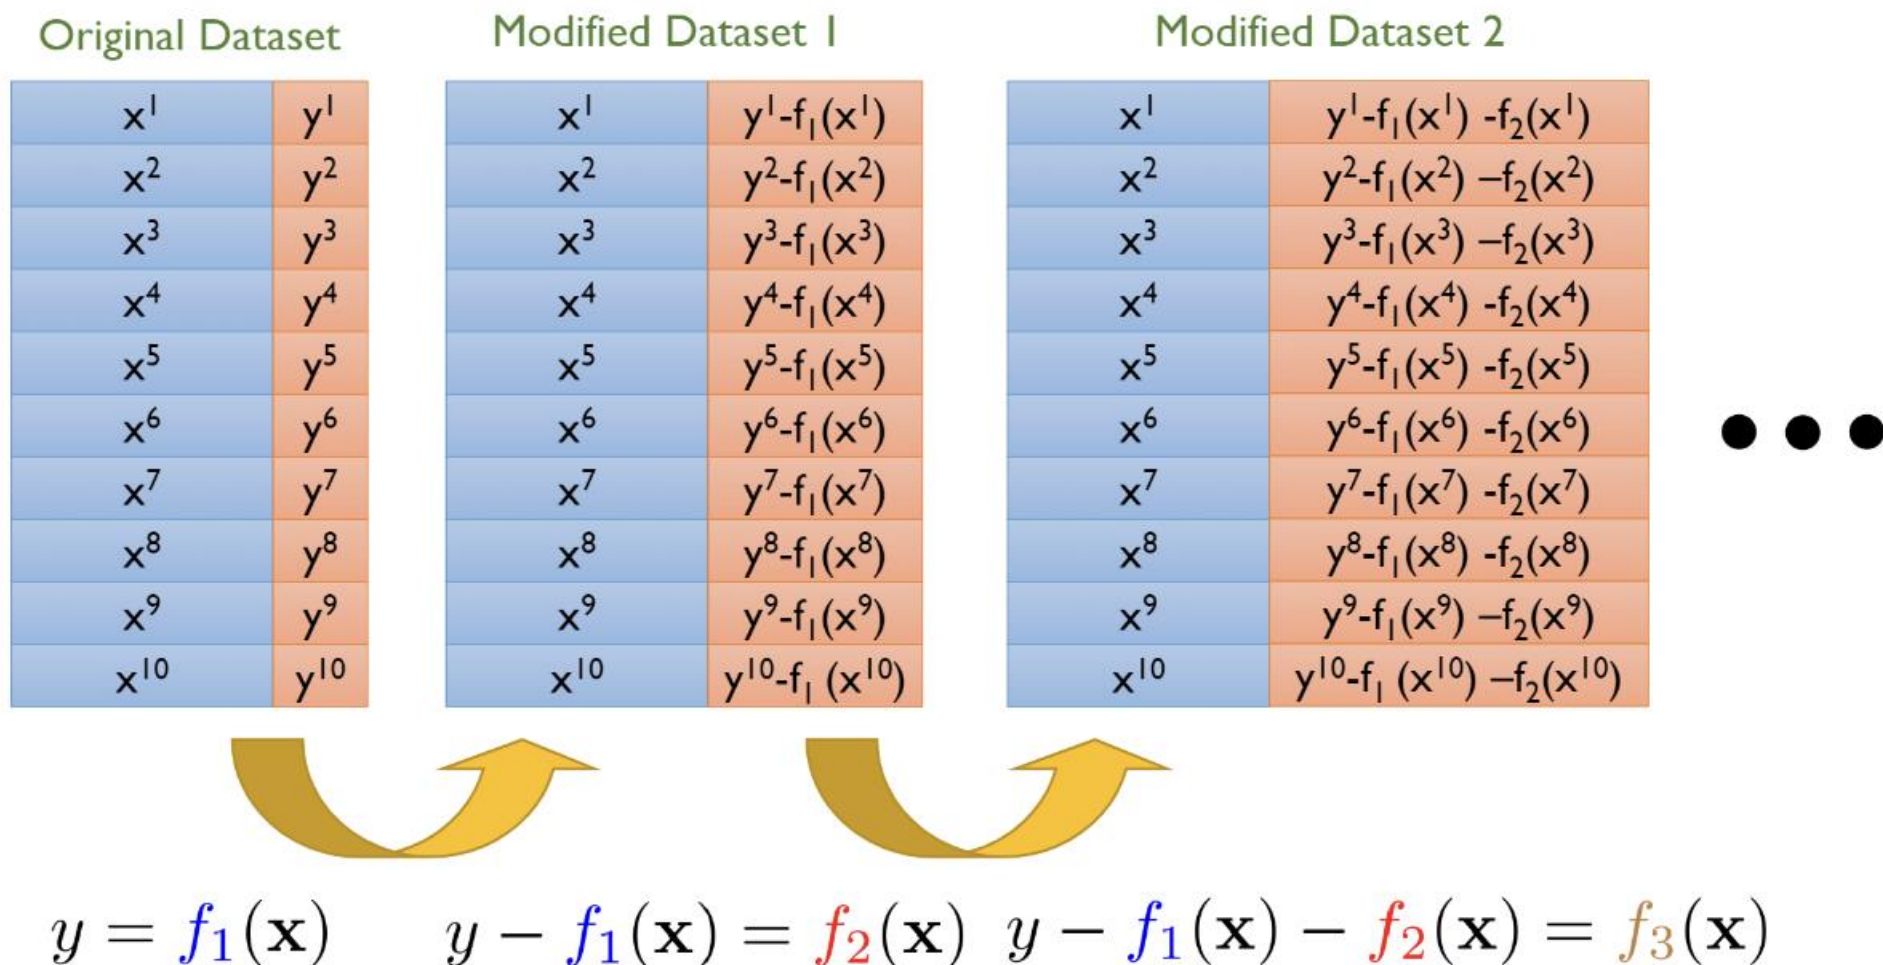 Original Dataset Modified Dataset 1 Modified Dataset 2
x¹ y¹ x¹ y¹-f₁(x¹) x¹ y¹-f₁(x¹) -f₂(x¹)
x² y² x² y²-f₁(x²) x² y²-f₁(x²) –f₂(x²)
x³ y³ x³ y³-f₁(x³) x³ y³-f₁(x³) –f₂(x³)
x⁴ y⁴ x⁴ y⁴-f₁(x⁴) x⁴ y⁴-f₁(x⁴) -f₂(x⁴)
x⁵ y⁵ x⁵ y⁵-f₁(x⁵) x⁵ y⁵-f₁(x⁵) -f₂(x⁵)
x⁶ y⁶ x⁶ y⁶-f₁(x⁶) x⁶ y⁶-f₁(x⁶) -f₂(x⁶)
x⁷ y⁷ x⁷ y⁷-f₁(x⁷) x⁷ y⁷-f₁(x⁷) -f₂(x⁷)
x⁸ y⁸ x⁸ y⁸-f₁(x⁸) x⁸ y⁸-f₁(x⁸) -f₂(x⁸)
x⁹ y⁹ x⁹ y⁹-f₁(x⁹) x⁹ y⁹-f₁(x⁹) –f₂(x⁹)
x¹⁰ y¹⁰ x¹⁰ y¹⁰-f₁ (x¹⁰) x¹⁰ y¹⁰-f₁ (x¹⁰) –f₂(x¹⁰)
y = f₁(x) y − f₁(x) = f₂(x) y − f₁(x) − f₂(x) = f₃(x)